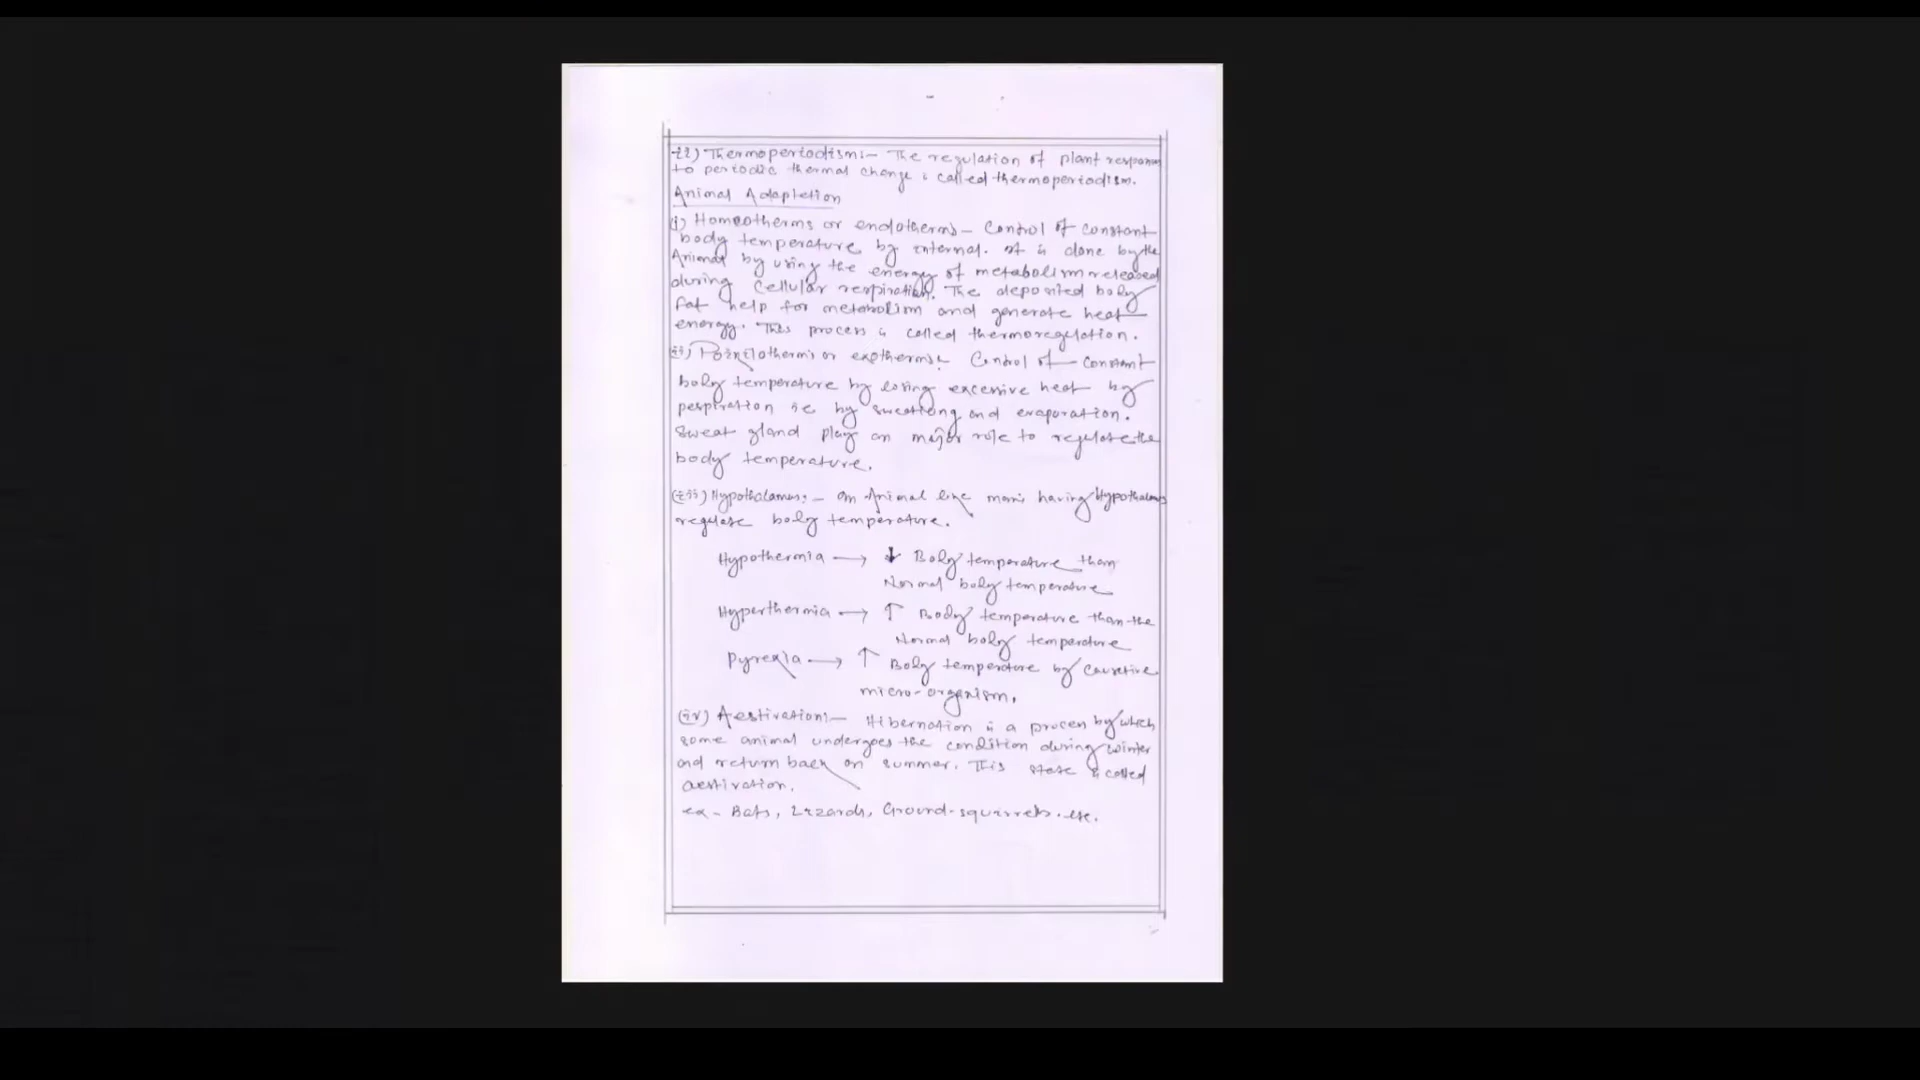 ii) Thermoperiodism:- The regulation of plant response
to periodic thermal change is called thermoperiodism.
Animal Adaptetion
(i) Homeotherms or endotherms- Control of constant
body temperature by internal. It is done by the
Animal by using the energy of metabolism released
during cellular respiration. The deposited body
fat help for metabolism and generate heat
energy. This process is called thermoregulation.
(ii) Poikilotherms or exotherms:- Control of constant
body temperature by losing excessive heat by
perspiration ie by sweating and evaporation.
Sweat gland play an major role to regulate the
body temperature.
(iii) Hypothalamus:- An Animal like man's having Hypothalamus
regulate body temperature.
Hypothermia → ↓ Body temperature than
Normal body temperature
Hyperthermia → ↑ Body temperature than the
Normal body temperature
Pyrexia → ↑ Body temperature by causetive
micro-organism.
(iv) Aestivation:- Hibernation is a process by which
some animal undergoes the condition during winter
and return back on summer. This state is called
aestivation.
ex- Bats, Lizards, Ground-squirrels. etc.